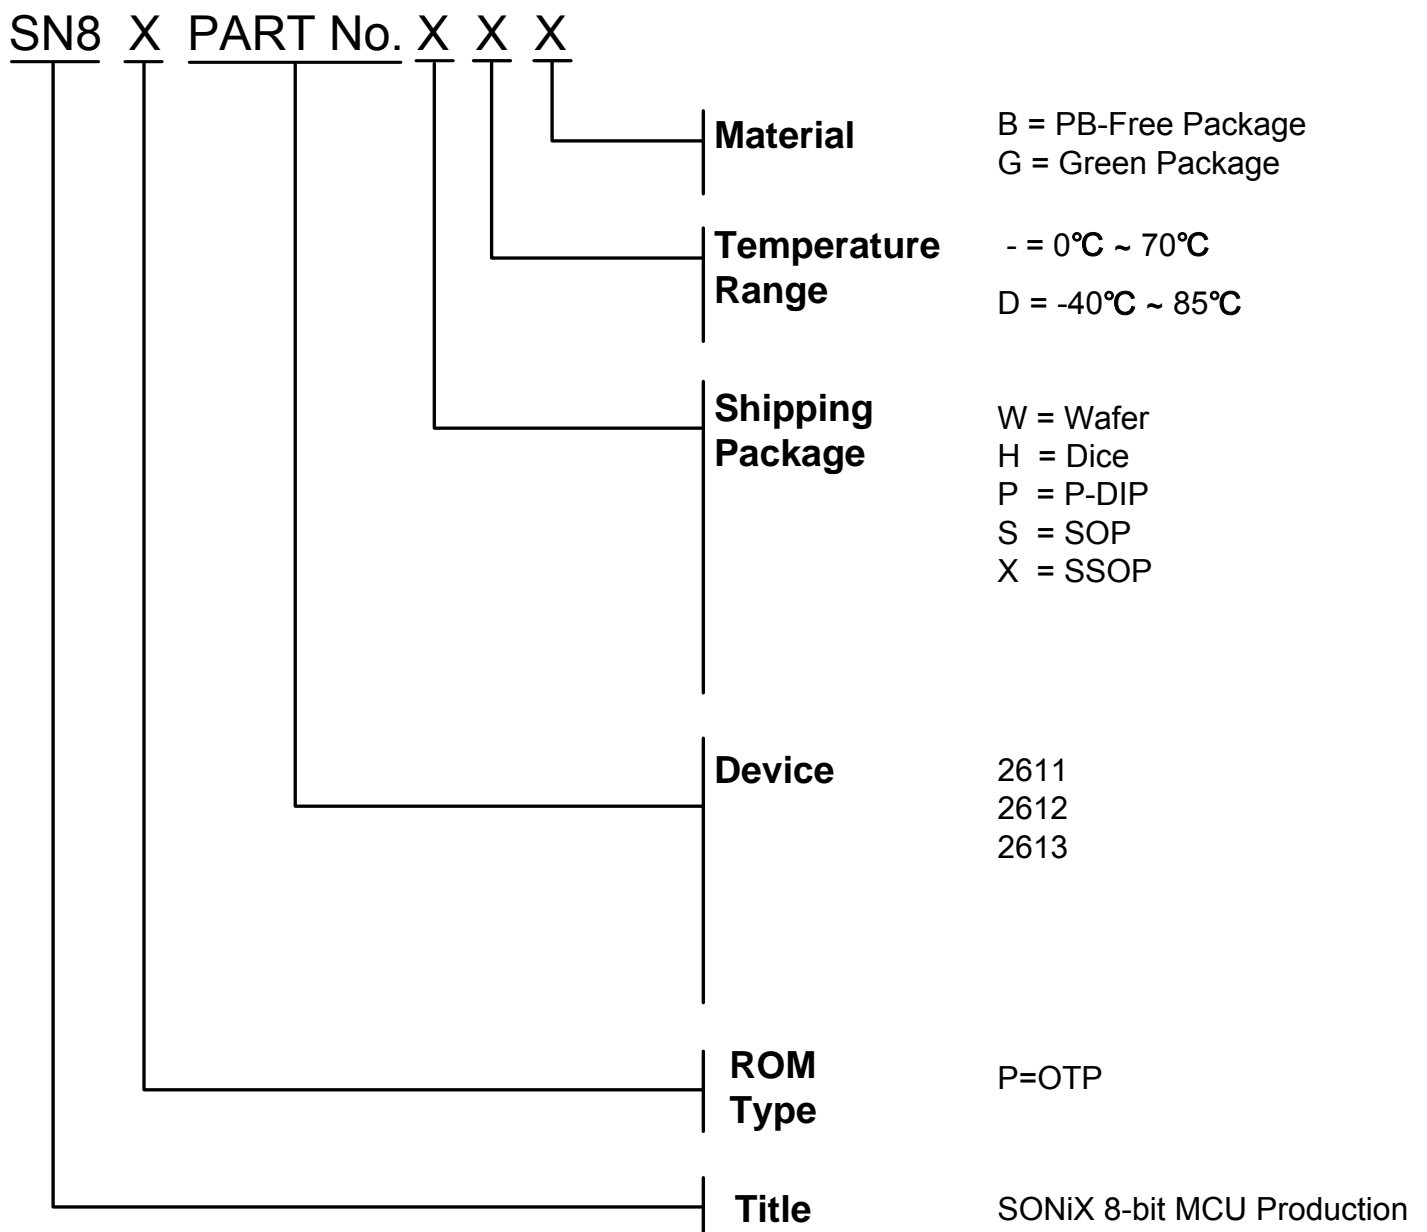 SN8 X PART No. X X X
Material
B = PB-Free Package
G = Green Package
Temperature
Range
- = 0℃ ~ 70℃
D = -40℃ ~ 85℃
Shipping
Package
W = Wafer
H = Dice
P = P-DIP
S = SOP
X = SSOP
Device
2611
2612
2613
ROM
Type
P=OTP
Title
SONiX 8-bit MCU Production